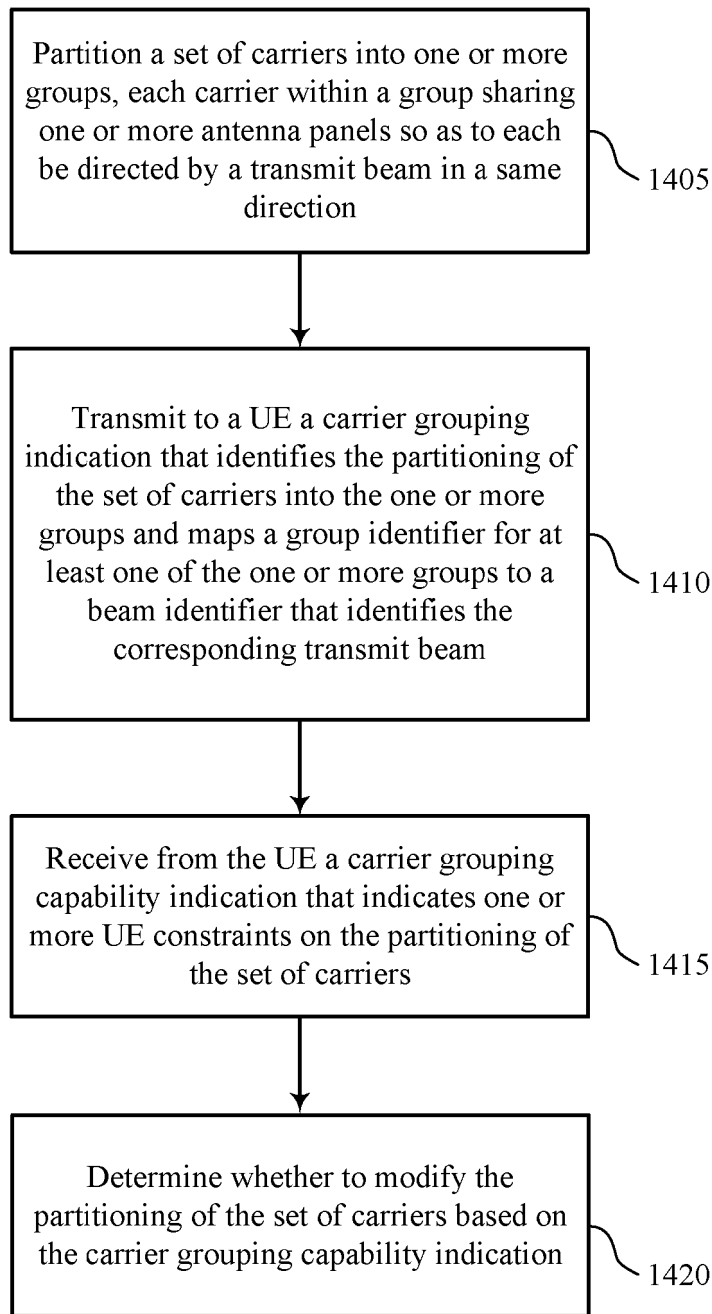 Partition a set of carriers into one or more
groups, each carrier within a group sharing
one or more antenna panels so as to each
be directed by a transmit beam in a same
direction
1405
Transmit to a UE a carrier grouping
indication that identifies the partitioning of
the set of carriers into the one or more
groups and maps a group identifier for at
least one of the one or more groups to a
beam identifier that identifies the
corresponding transmit beam
1410
Receive from the UE a carrier grouping
capability indication that indicates one or
more UE constraints on the partitioning of
the set of carriers
1415
Determine whether to modify the
partitioning of the set of carriers based on
the carrier grouping capability indication
1420